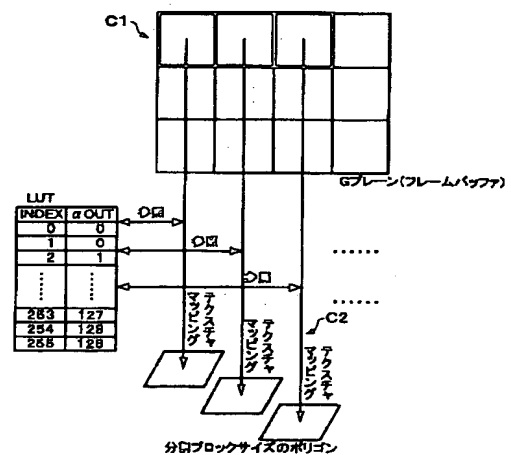 C1
Gプレーン(フレームバッファ)
LUT
INDEX αOUT
0 0
1 0
2 1
253 127
254 128
255 128
......
......
テクスチャ
マッピング
テクスチャ
マッピング
テクスチャ
マッピング
C2
ブロックサイズのポリゴン